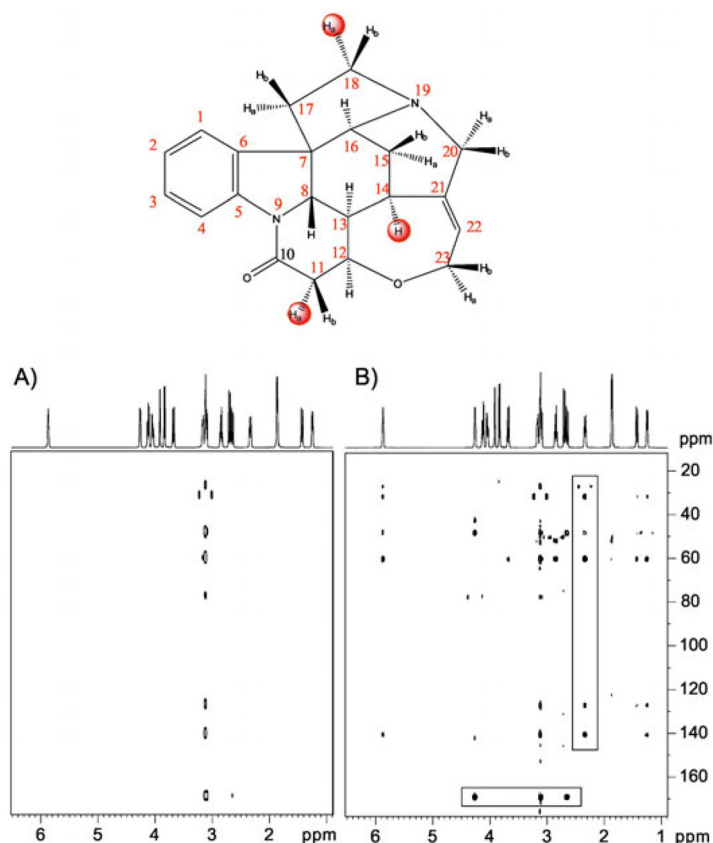 Ha Hb
Hb 18 19
N
Ha 17 H Hb Ha
1 16 15 20 Hb
2 6 7 Ha 21
14
3 5 9 8 H 22
4 N 13 H
10 H 12 23 Hb
O 11 H O Ha
Ha Hb
A) B)
ppm
20
40
60
80
100
120
140
160
6 5 4 3 2 ppm 6 5 4 3 2 1 ppm